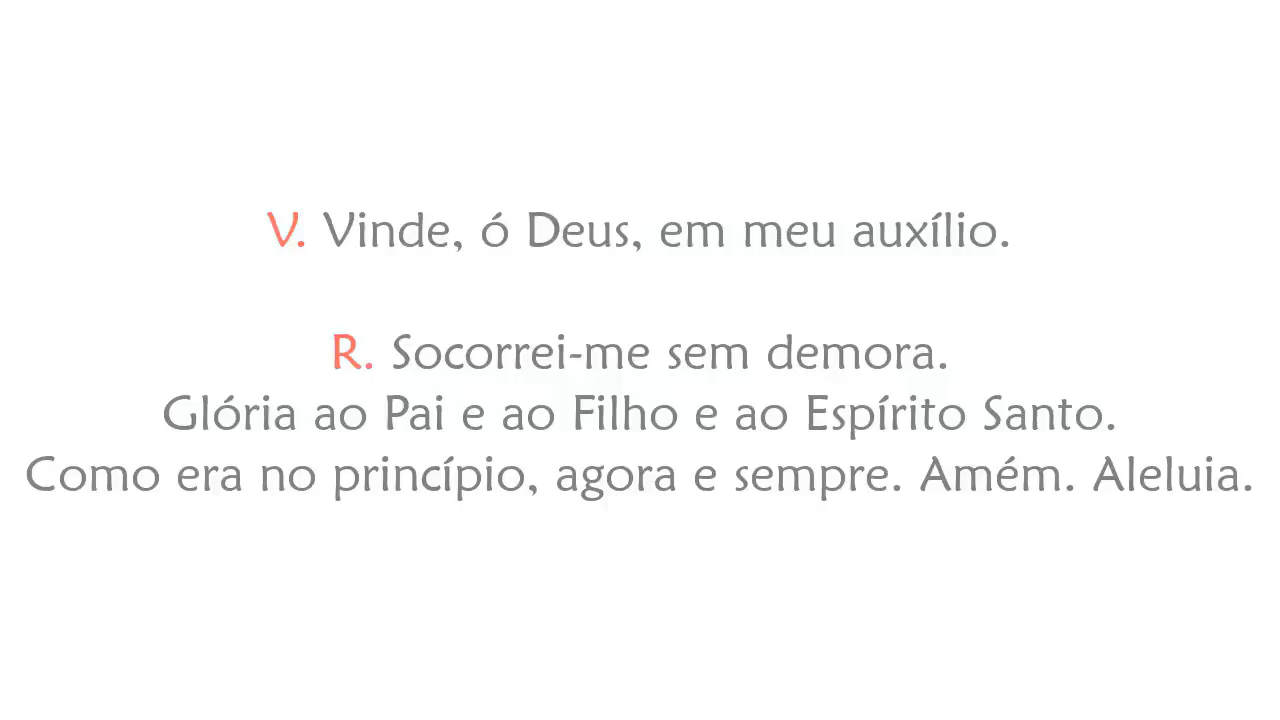 V. Vinde, ó Deus, em meu auxílio.
R. Socorrei-me sem demora.
Glória ao Pai e ao Filho e ao Espírito Santo.
Como era no princípio, agora e sempre. Amém. Aleluia.